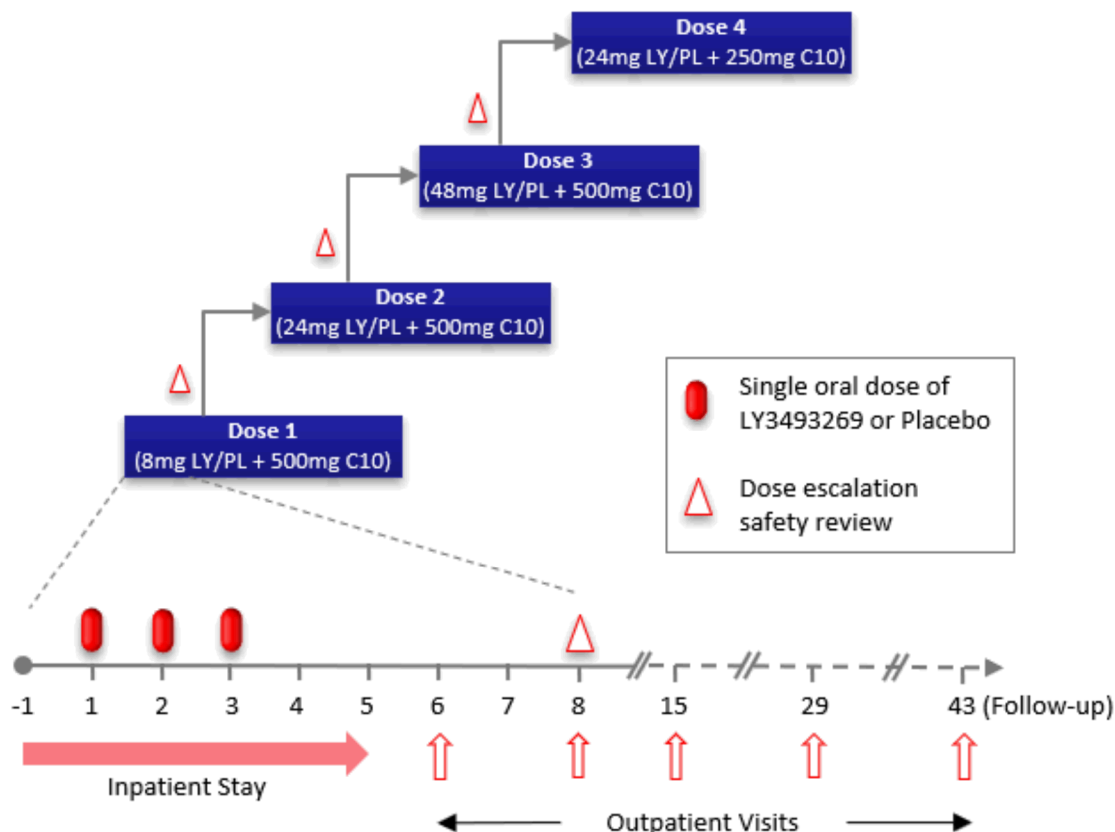 Dose 4
(24mg LY/PL + 250mg C10)
Dose 3
(48mg LY/PL + 500mg C10)
Dose 2
(24mg LY/PL + 500mg C10)
Dose 1
(8mg LY/PL + 500mg C10)
Single oral dose of
LY3493269 or Placebo
Dose escalation
safety review
-1 1 2 3 4 5 6 7 8 15 29 43 (Follow-up)
Inpatient Stay
Outpatient Visits